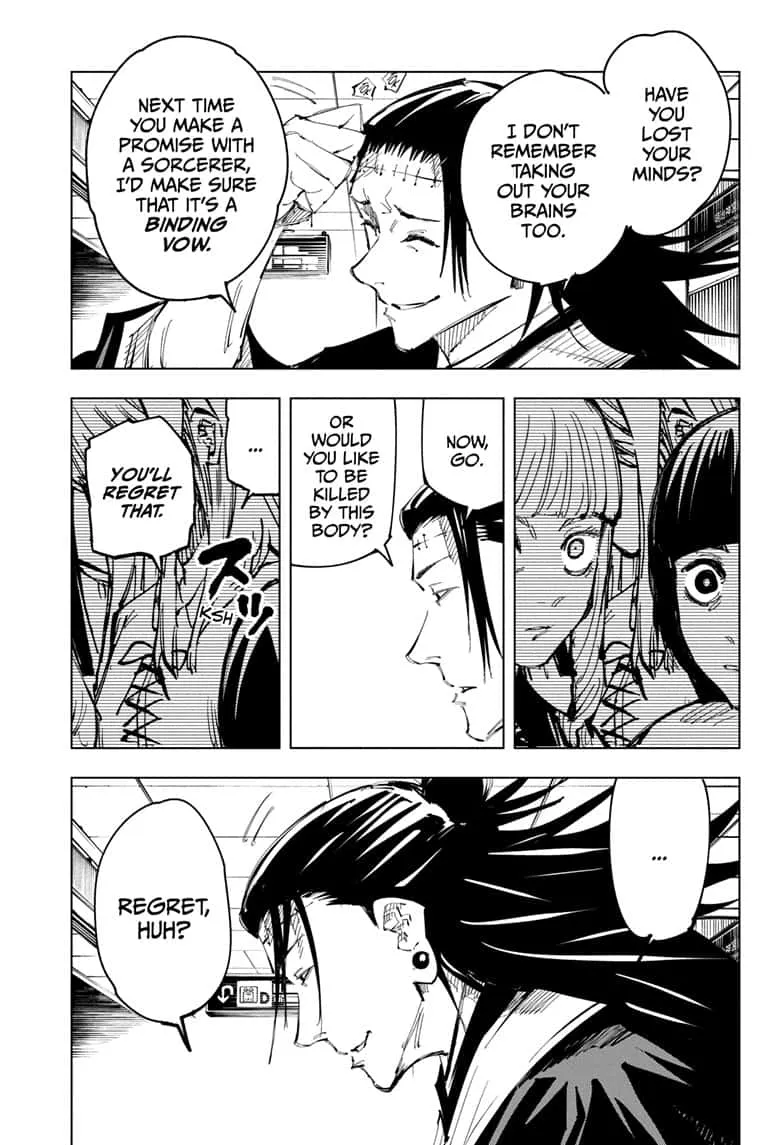 HAVE
YOU
LOST
YOUR
MINDS?
I DON'T
REMEMBER
TAKING
OUT YOUR
BRAINS
TOO.
NEXT TIME
YOU MAKE A
PROMISE WITH
A SORCERER,
I'D MAKE SURE
THAT IT'S A
BINDING
VOW.
NOW,
GO.
OR
WOULD
YOU LIKE
TO BE
KILLED
BY THIS
BODY?
...
YOU'LL
REGRET
THAT.
ズッ
KSH
...
REGRET,
HUH?